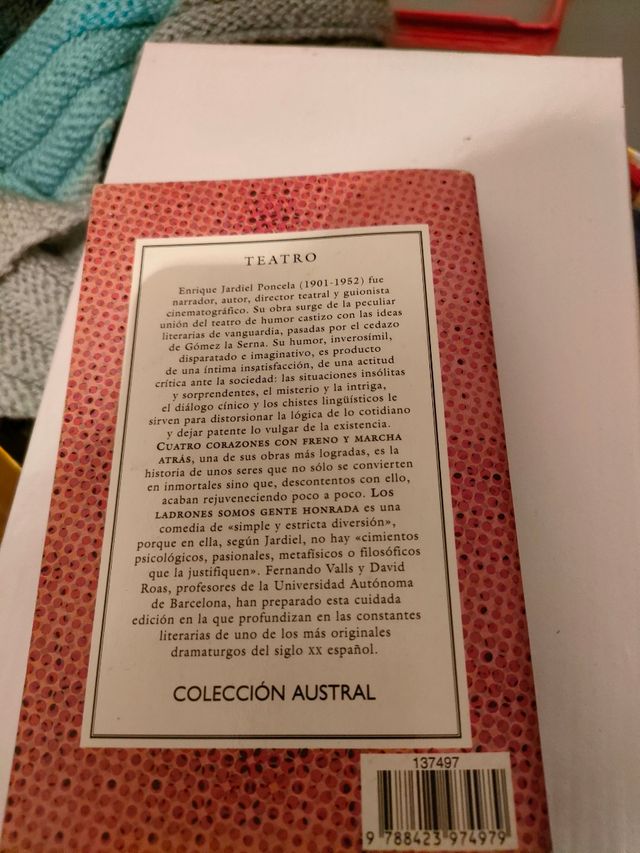 TEATRO
Enrique Jardiel Poncela (1901-1952) fue
narrador, autor, director teatral y guionista
cinematográfico. Su obra surge de la peculiar
unión del teatro de humor castizo con las ideas
literarias de vanguardia, pasadas por el cedazo
de Gómez la Serna. Su humor, inverosímil,
disparatado e imaginativo, es producto
de una íntima insatisfacción, de una actitud
crítica ante la sociedad: las situaciones insólitas
y sorprendentes, el misterio y la intriga,
el diálogo cínico y los chistes lingüísticos le
sirven para distorsionar la lógica de lo cotidiano
y dejar patente lo vulgar de la existencia.
CUATRO CORAZONES CON FRENO Y MARCHA
ATRÁS, una de sus obras más logradas, es la
historia de unos seres que no sólo se convierten
en inmortales sino que, descontentos con ello,
acaban rejuveneciendo poco a poco. LOS
LADRONES SOMOS GENTE HONRADA es una
comedia de «simple y estricta diversión»,
porque en ella, según Jardiel, no hay «cimientos
psicológicos, pasionales, metafísicos o filosóficos
que la justifiquen». Fernando Valls y David
Roas, profesores de la Universidad Autónoma
de Barcelona, han preparado esta cuidada
edición en la que profundizan en las constantes
literarias de uno de los más originales
dramaturgos del siglo XX español.
COLECCIÓN AUSTRAL
137497
9 788423 974979